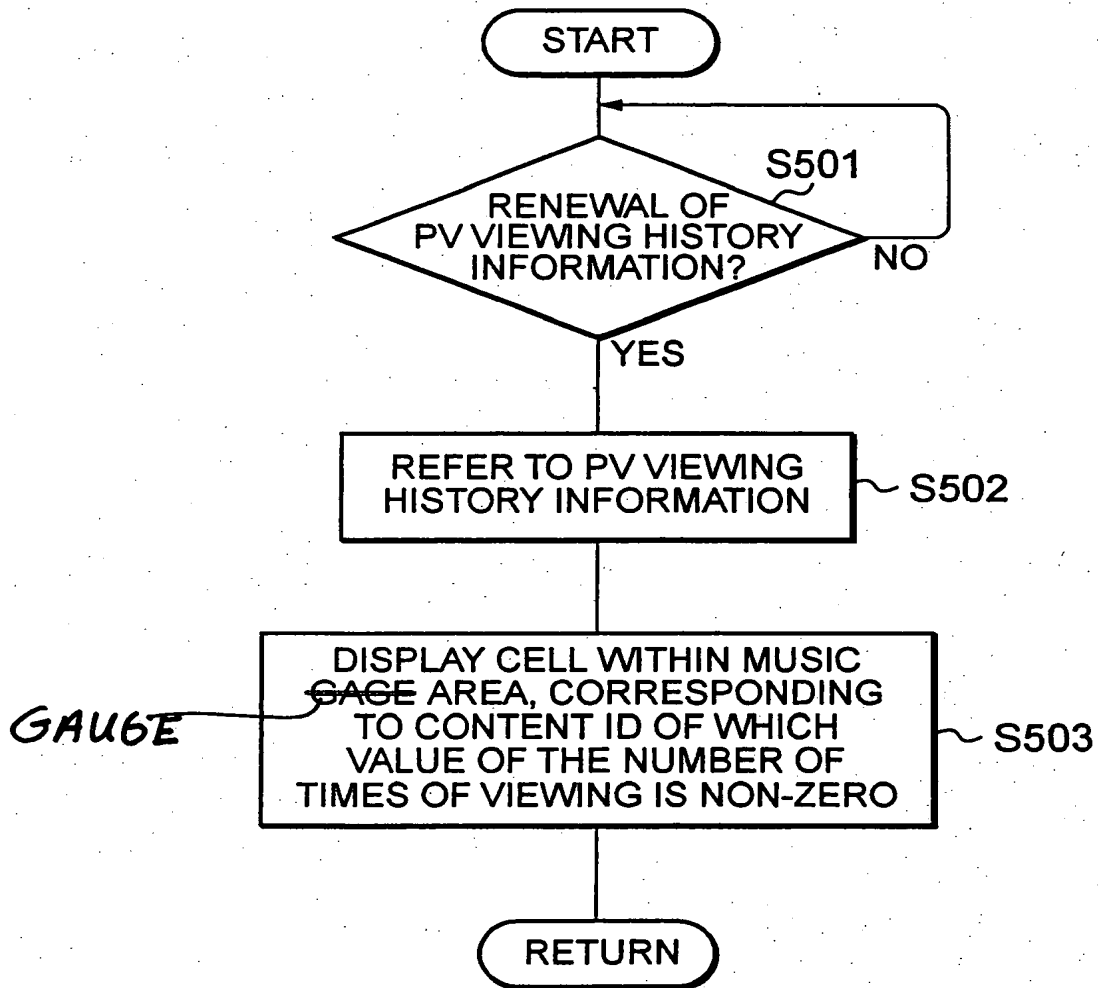 START
S501
RENEWAL OF
PV VIEWING HISTORY
INFORMATION?
NO
YES
REFER TO PV VIEWING
HISTORY INFORMATION
S502
DISPLAY CELL WITHIN MUSIC
GAGE AREA, CORRESPONDING
TO CONTENT ID OF WHICH
VALUE OF THE NUMBER OF
TIMES OF VIEWING IS NON-ZERO
GAUGE
S503
RETURN